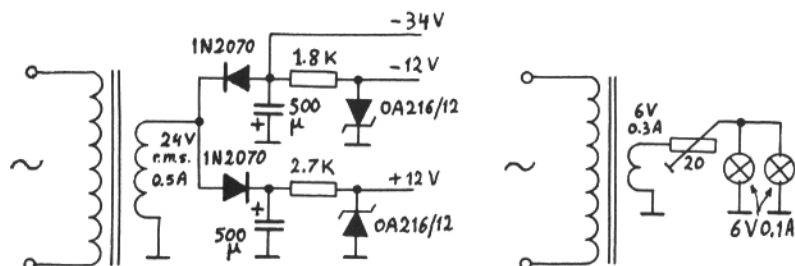 -34V
1N2070
1.8K
-12V
+
500
μ
OA216/12
24V
r.m.s.
0.5A
1N2070
2.7K
+12V
+
500
μ
OA216/12
6V
0.3A
20
6V 0.1A